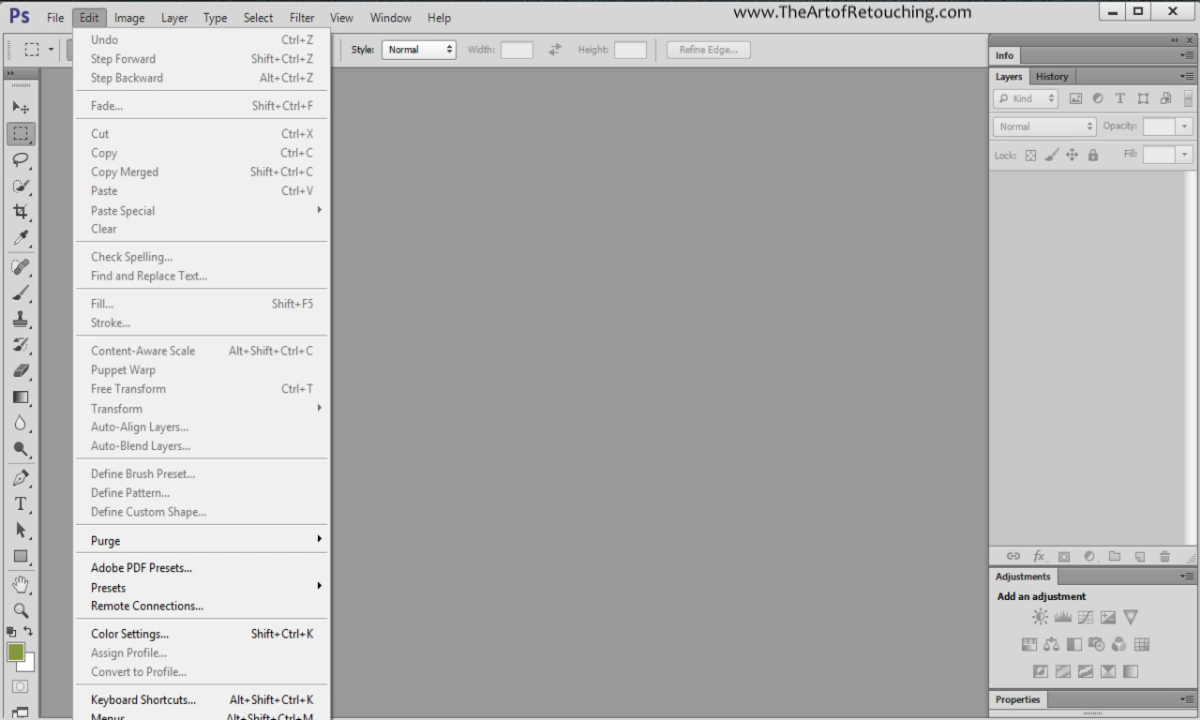 Ps File Edit Image Layer Type Select Filter View Window Help www.TheArtofRetouching.com
Style: Normal Width: Height: Refine Edge...
Undo Ctrl+Z
Step Forward Shift+Ctrl+Z
Step Backward Alt+Ctrl+Z
Fade... Shift+Ctrl+F
Cut Ctrl+X
Copy Ctrl+C
Copy Merged Shift+Ctrl+C
Paste Ctrl+V
Paste Special
Clear
Check Spelling...
Find and Replace Text...
Fill... Shift+F5
Stroke...
Content-Aware Scale Alt+Shift+Ctrl+C
Puppet Warp
Free Transform Ctrl+T
Transform
Auto-Align Layers...
Auto-Blend Layers...
Define Brush Preset...
Define Pattern...
Define Custom Shape...
Purge
Adobe PDF Presets...
Presets
Remote Connections...
Color Settings... Shift+Ctrl+K
Assign Profile...
Convert to Profile...
Keyboard Shortcuts... Alt+Shift+Ctrl+K
Menus Alt+Shift+Ctrl+M
Info
Layers History
Kind
Normal Opacity:
Lock: Fill:
Adjustments
Add an adjustment
Properties